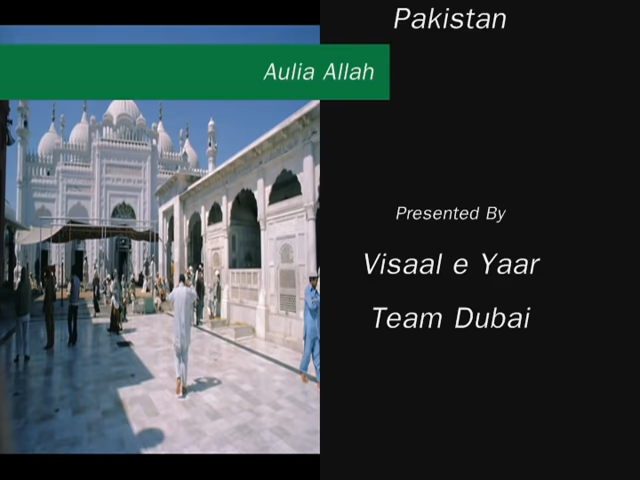 Pakistan
Aulia Allah
Presented By
Visaal e Yaar
Team Dubai